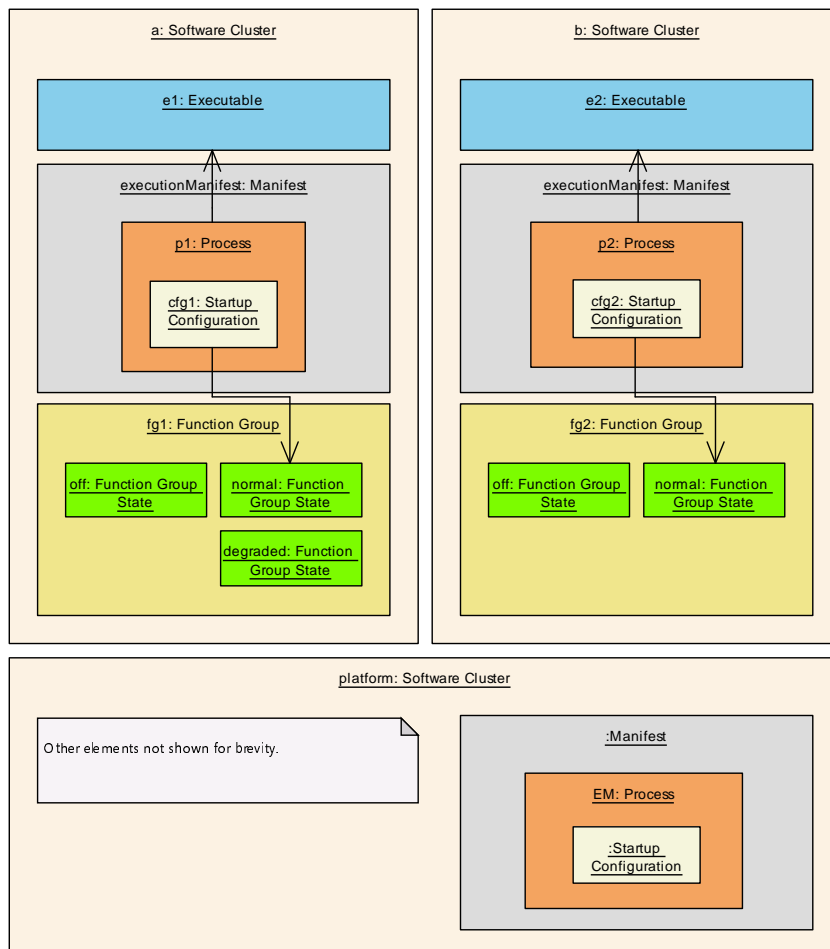 a: Software Cluster
e1: Executable
executionManifest: Manifest
p1: Process
cfg1: Startup
Configuration
fg1: Function Group
off: Function Group
State
normal: Function
Group State
degraded: Function
Group State
b: Software Cluster
e2: Executable
executionManifest: Manifest
p2: Process
cfg2: Startup
Configuration
fg2: Function Group
off: Function Group
State
normal: Function
Group State
platform: Software Cluster
Other elements not shown for brevity.
:Manifest
EM: Process
:Startup
Configuration